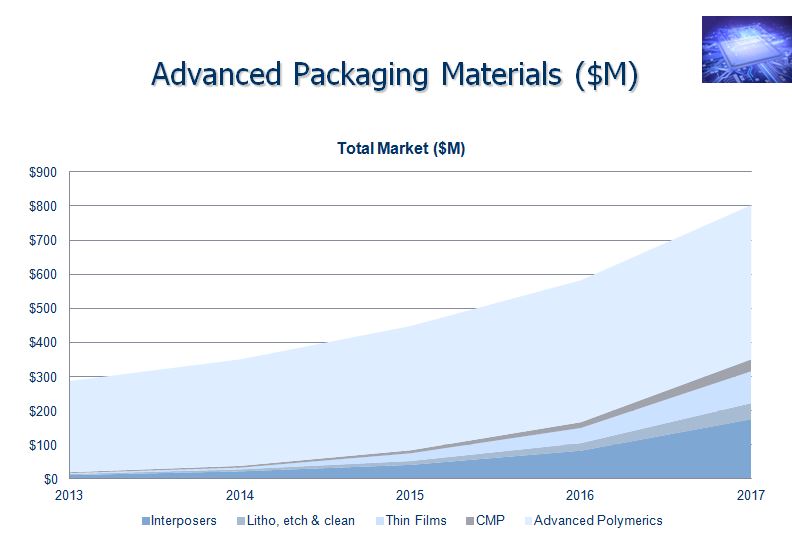 Advanced Packaging Materials ($M)
Total Market ($M)
$900
$800
$700
$600
$500
$400
$300
$200
$100
$0
2013 2014 2015 2016 2017
Interposers Litho, etch & clean Thin Films CMP Advanced Polymerics